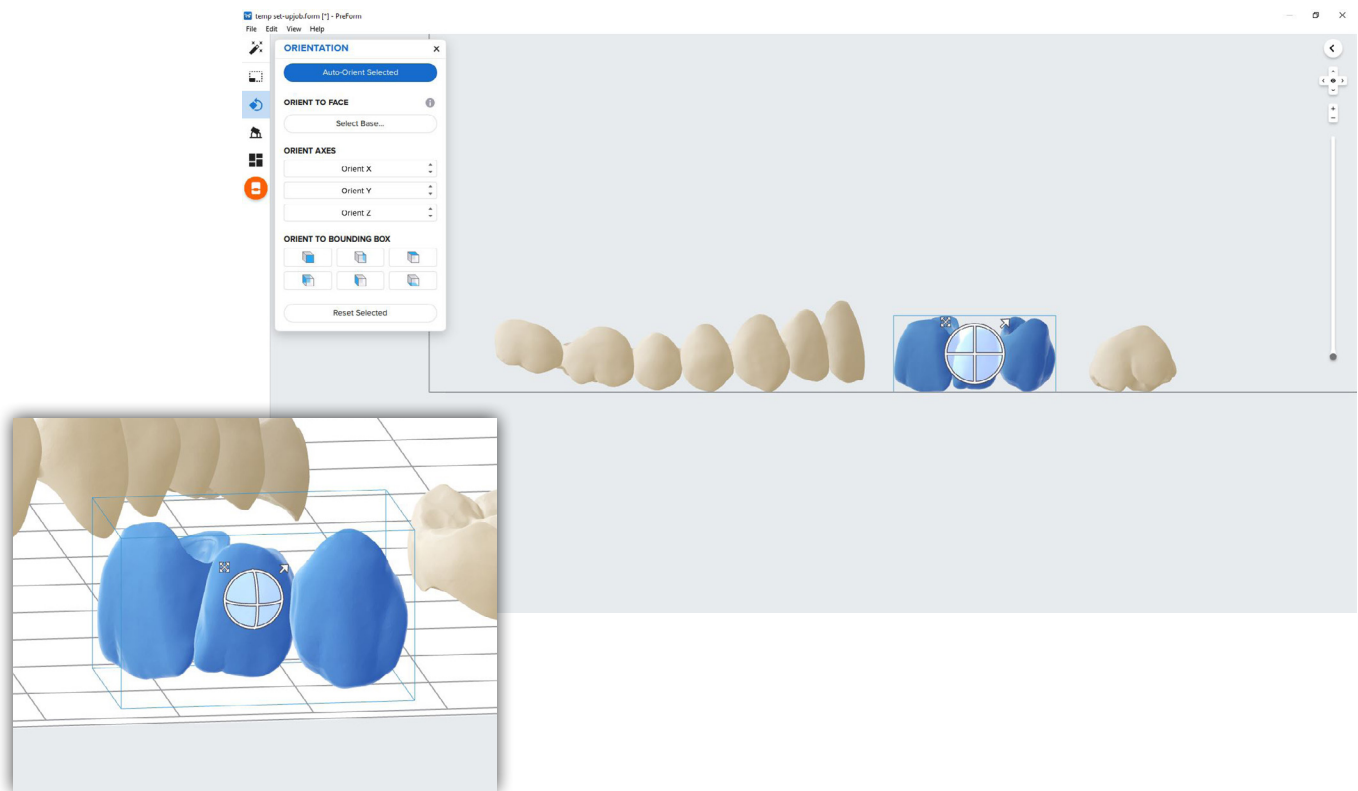 temp set-upjob.form [*] - PreForm
File Edit View Help
ORIENTATION
Auto-Orient Selected
ORIENT TO FACE
Select Base...
ORIENT AXES
Orient X
Orient Y
Orient Z
ORIENT TO BOUNDING BOX
Reset Selected